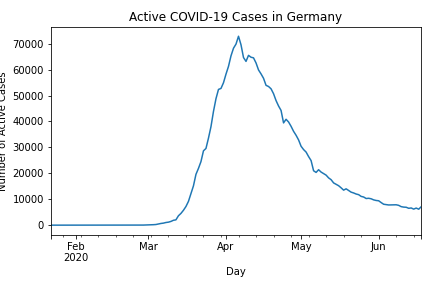 Active COVID-19 Cases in Germany
Number of Active Cases
70000
60000
50000
40000
30000
20000
10000
0
Feb
2020
Mar
Apr
May
Jun
Day